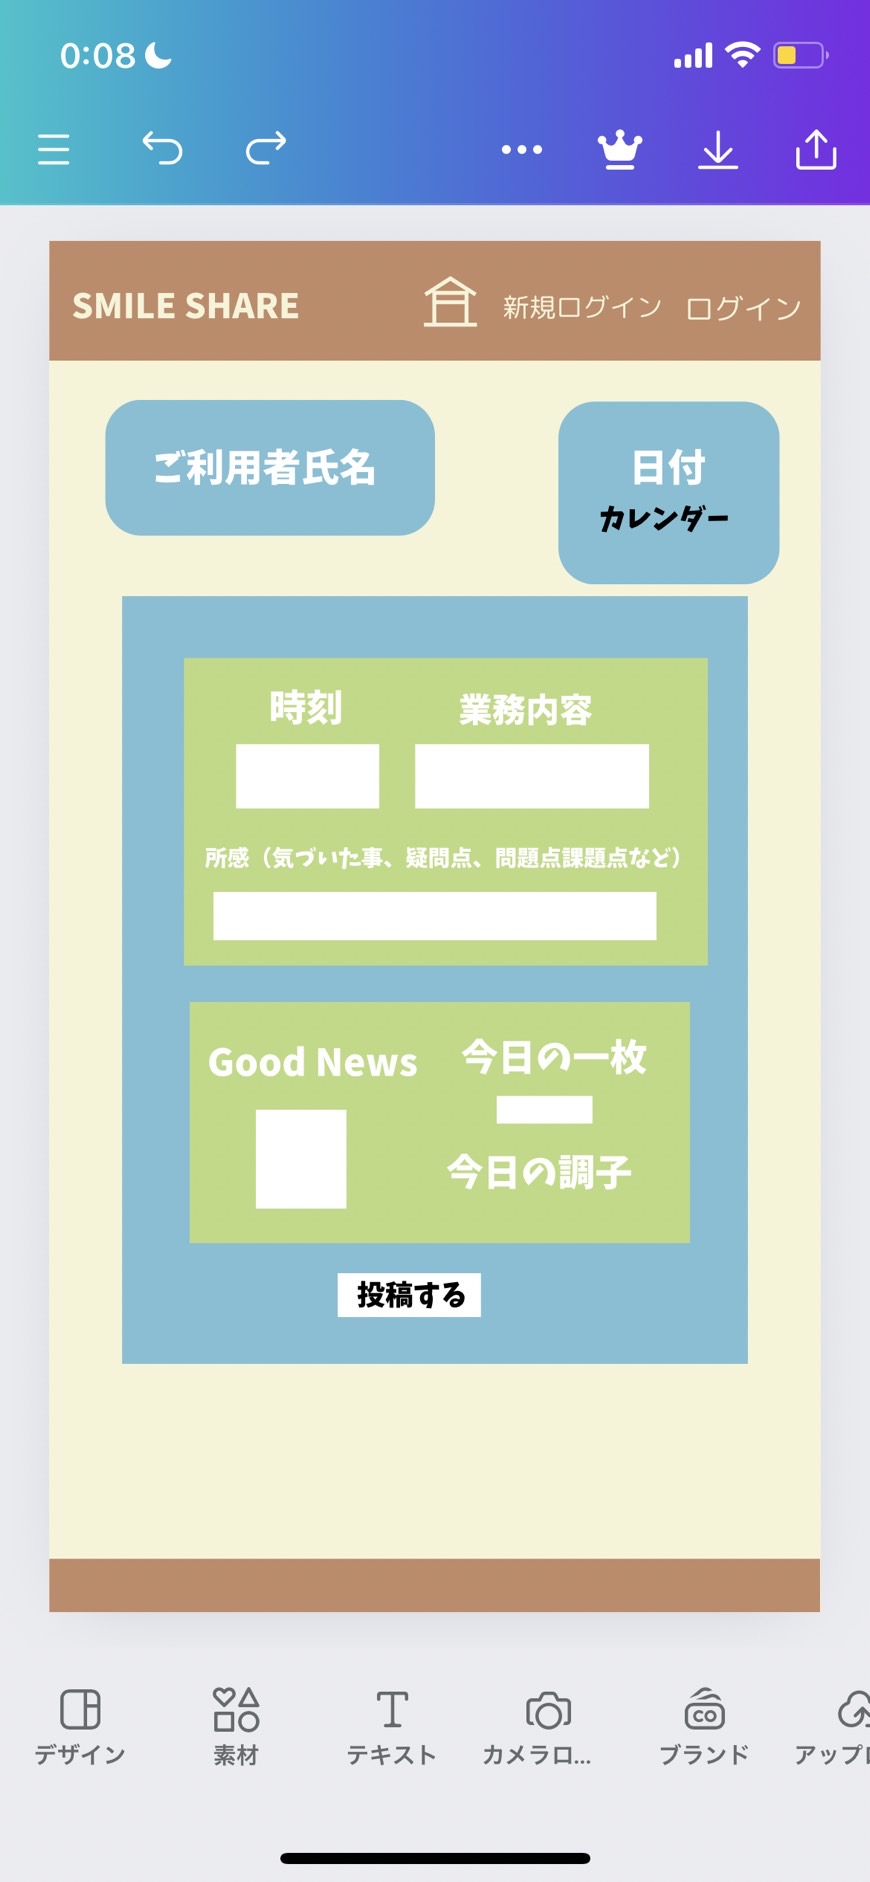 0:08
SMILE SHARE
新規ログイン
ログイン
ご利用者氏名
日付
カレンダー
時刻
業務内容
所感（気づいた事、疑問点、問題点課題点など）
Good News
今日の一枚
今日の調子
投稿する
デザイン
素材
テキスト
カメラロ...
ブランド
CO
アップロ